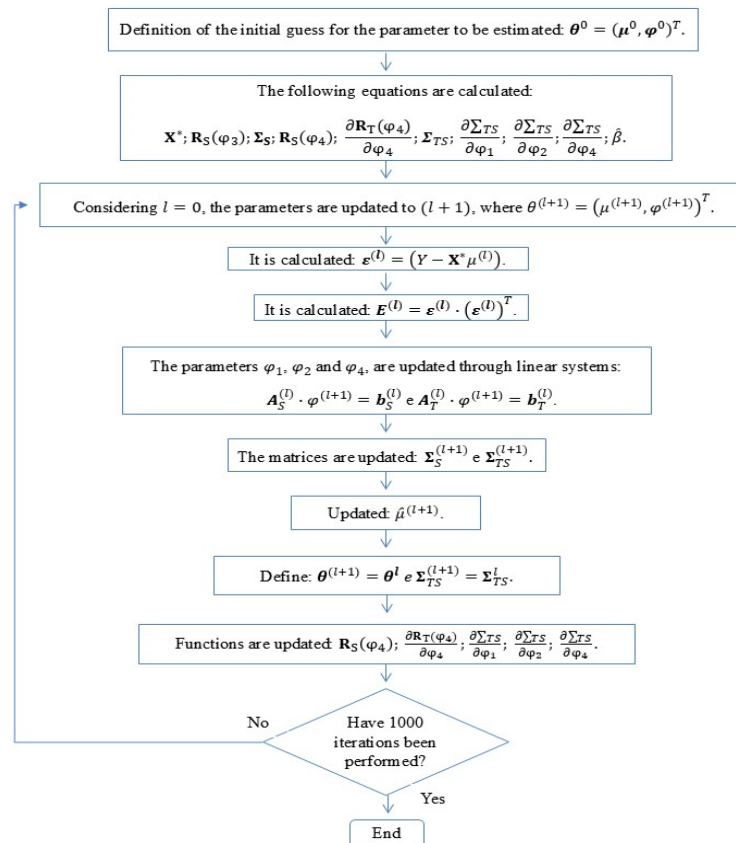 Definition of the initial guess for the parameter to be estimated: θ⁰ = (μ⁰, φ⁰)ᵀ.
The following equations are calculated:
X*; R_S(φ₃); Σ_S; R_S(φ₄); ∂R_T(φ₄)/∂φ₄; Σ_TS; ∂Σ_TS/∂φ₁; ∂Σ_TS/∂φ₂; ∂Σ_TS/∂φ₄; β̂.
Considering l = 0, the parameters are updated to (l + 1), where θ^(l+1) = (μ^(l+1), φ^(l+1))ᵀ.
It is calculated: ε^(l) = (Y − X*μ^(l)).
It is calculated: E^(l) = ε^(l) · (ε^(l))ᵀ.
The parameters φ₁, φ₂ and φ₄, are updated through linear systems:
A_S^(l) · φ^(l+1) = b_S^(l) e A_T^(l) · φ^(l+1) = b_T^(l).
The matrices are updated: Σ_S^(l+1) e Σ_TS^(l+1).
Updated: μ̂^(l+1).
Define: θ^(l+1) = θ^l e Σ_TS^(l+1) = Σ_TS^l.
Functions are updated: R_S(φ₄); ∂R_T(φ₄)/∂φ₄; ∂Σ_TS/∂φ₁; ∂Σ_TS/∂φ₂; ∂Σ_TS/∂φ₄.
No
Have 1000
iterations been
performed?
Yes
End